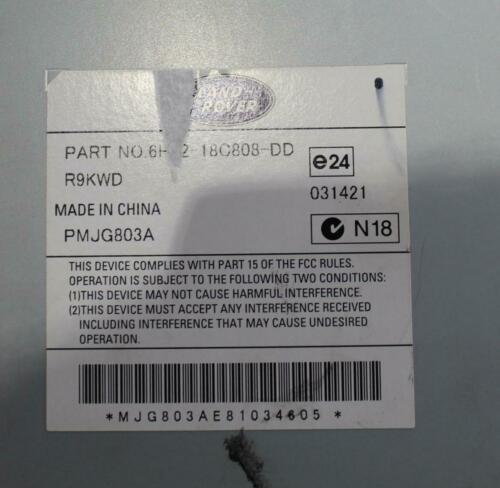 LAND
ROVER
PART NO. 2-18C808-DD
e24
R9KWD
031421
MADE IN CHINA
PMJG803A
N18
THIS DEVICE COMPLIES WITH PART 15 OF THE FCC RULES.
OPERATION IS SUBJECT TO THE FOLLOWING TWO CONDITIONS:
(1)THIS DEVICE MAY NOT CAUSE HARMFUL INTERFERENCE.
(2)THIS DEVICE MUST ACCEPT ANY INTERFERENCE RECEIVED
INCLUDING INTERFERENCE THAT MAY CAUSE UNDESIRED
OPERATION.
*MJG803AE81034605*